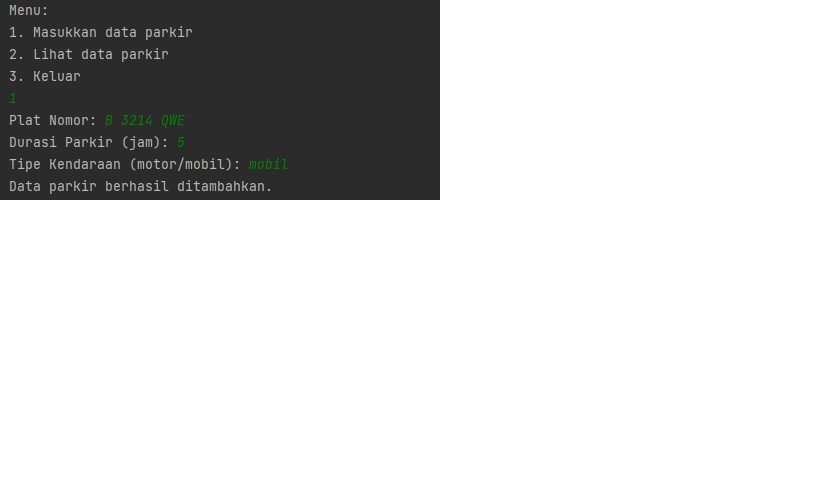 Menu:
1. Masukkan data parkir
2. Lihat data parkir
3. Keluar
1
Plat Nomor: B 3214 QWE
Durasi Parkir (jam): 5
Tipe Kendaraan (motor/mobil): mobil
Data parkir berhasil ditambahkan.